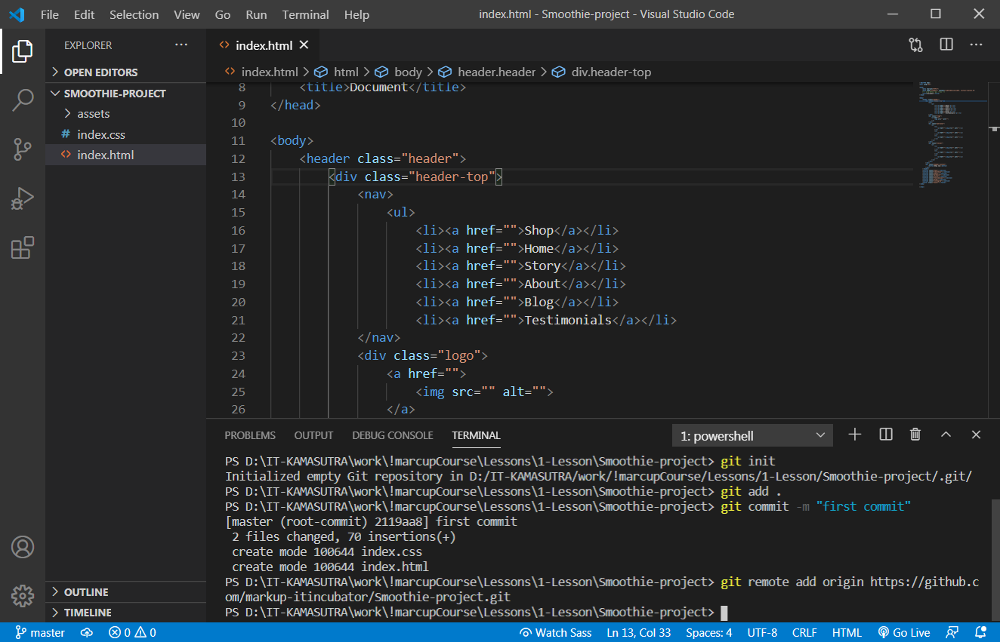 File Edit Selection View Go Run Terminal Help index.html - Smoothie-project - Visual Studio Code
EXPLORER
OPEN EDITORS
SMOOTHIE-PROJECT
assets
# index.css
<> index.html
OUTLINE
TIMELINE
<> index.html
<> index.html > html > body > header.header > div.header-top
8 <title>Document</title>
9 </head>
10
11 <body>
12 <header class="header">
13 <div class="header-top">
14 <nav>
15 <ul>
16 <li><a href="">Shop</a></li>
17 <li><a href="">Home</a></li>
18 <li><a href="">Story</a></li>
19 <li><a href="">About</a></li>
20 <li><a href="">Blog</a></li>
21 <li><a href="">Testimonials</a></li>
22 </nav>
23 <div class="logo">
24 <a href="">
25 <img src="" alt="">
26 </a>
PROBLEMS OUTPUT DEBUG CONSOLE TERMINAL 1: powershell
PS D:\IT-KAMASUTRA\work\!marcupCourse\Lessons\1-Lesson\Smoothie-project> git init
Initialized empty Git repository in D:/IT-KAMASUTRA/work/!marcupCourse/Lessons/1-Lesson/Smoothie-project/.git/
PS D:\IT-KAMASUTRA\work\!marcupCourse\Lessons\1-Lesson\Smoothie-project> git add .
PS D:\IT-KAMASUTRA\work\!marcupCourse\Lessons\1-Lesson\Smoothie-project> git commit -m "first commit"
[master (root-commit) 2119aa8] first commit
2 files changed, 70 insertions(+)
create mode 100644 index.css
create mode 100644 index.html
PS D:\IT-KAMASUTRA\work\!marcupCourse\Lessons\1-Lesson\Smoothie-project> git remote add origin https://github.c
om/markup-itincubator/Smoothie-project.git
PS D:\IT-KAMASUTRA\work\!marcupCourse\Lessons\1-Lesson\Smoothie-project>
master 0 0 Watch Sass Ln 13, Col 33 Spaces: 4 UTF-8 CRLF HTML Go Live